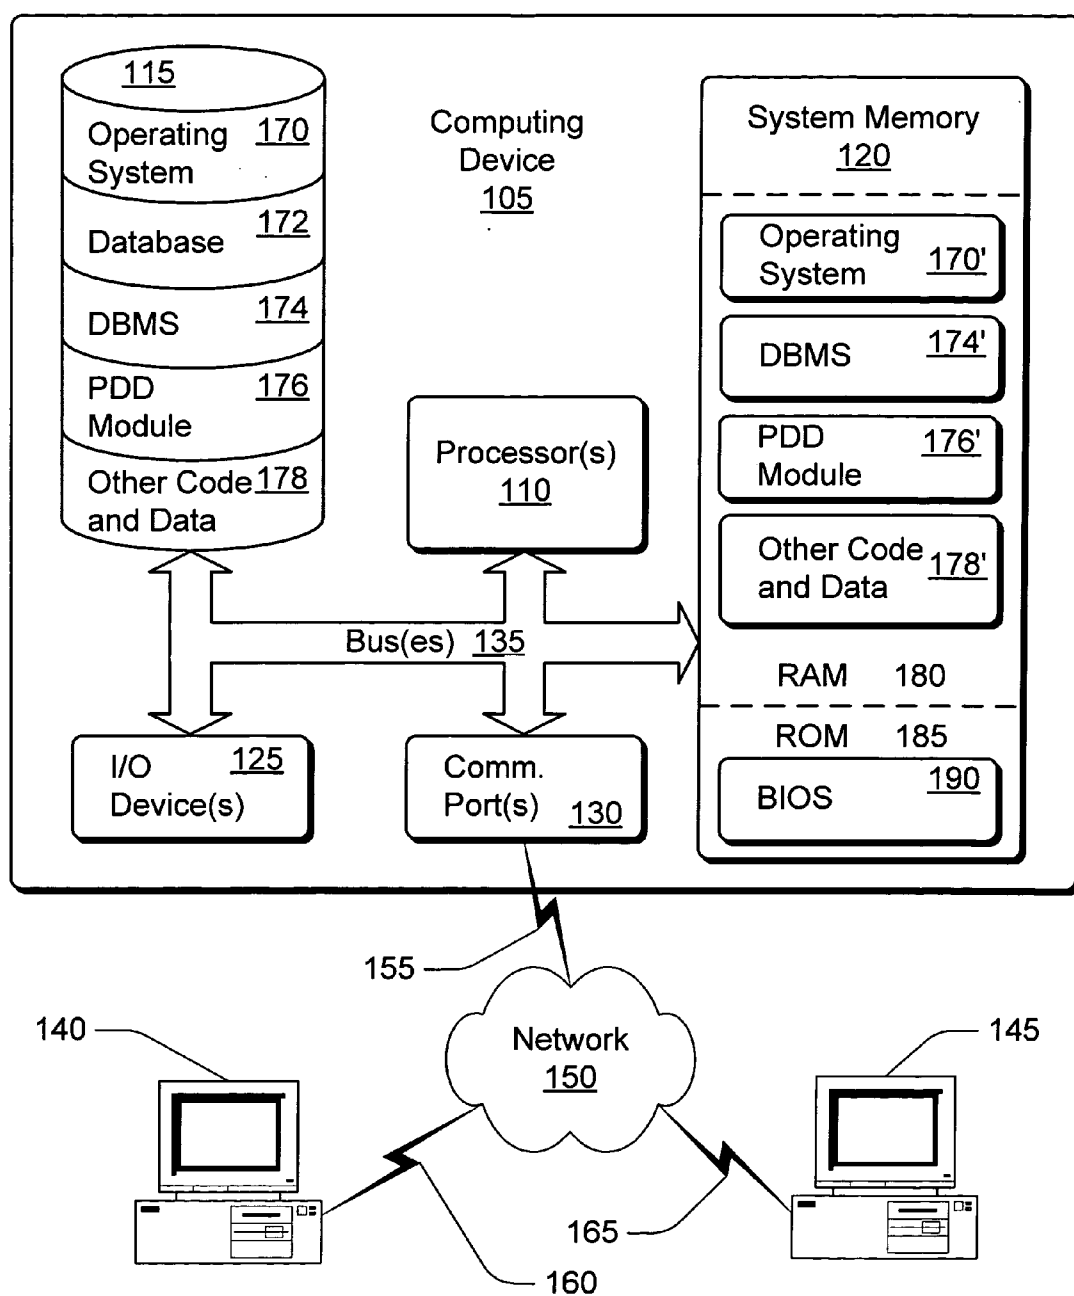 115
Operating 170
System
Database 172
DBMS 174
PDD 176
Module
Other Code 178
and Data
Computing
Device
105
System Memory
120
Operating
System 170'
DBMS 174'
PDD
Module 176'
Other Code
and Data 178'
RAM 180
ROM 185
BIOS 190
Processor(s)
110
Bus(es) 135
I/O 125
Device(s)
Comm.
Port(s) 130
155
Network
150
140
145
160
165